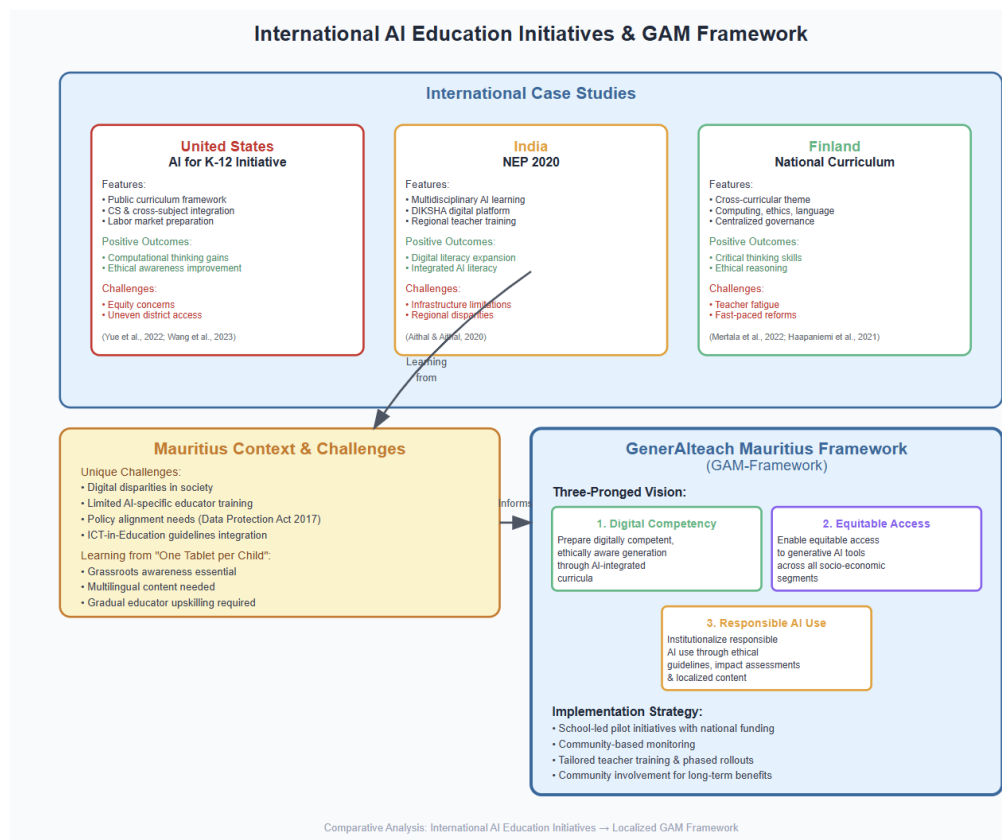 International AI Education Initiatives & GAM Framework
International Case Studies
United States
AI for K-12 Initiative
Features:
• Public curriculum framework
• CS & cross-subject integration
• Labor market preparation
Positive Outcomes:
• Computational thinking gains
• Ethical awareness improvement
Challenges:
• Equity concerns
• Uneven district access
(Yue et al., 2022; Wang et al., 2023)
India
NEP 2020
Features:
• Multidisciplinary AI learning
• DIKSHA digital platform
• Regional teacher training
Positive Outcomes:
• Digital literacy expansion
• Integrated AI literacy
Challenges:
• Infrastructure limitations
• Regional disparities
(Aithal & Aithal, 2020)
Finland
National Curriculum
Features:
• Cross-curricular theme
• Computing, ethics, language
• Centralized governance
Positive Outcomes:
• Critical thinking skills
• Ethical reasoning
Challenges:
• Teacher fatigue
• Fast-paced reforms
(Mertala et al., 2022; Haapaniemi et al., 2021)
Learning
from
Mauritius Context & Challenges
Unique Challenges:
• Digital disparities in society
• Limited AI-specific educator training
• Policy alignment needs (Data Protection Act 2017)
• ICT-in-Education guidelines integration
Learning from "One Tablet per Child":
• Grassroots awareness essential
• Multilingual content needed
• Gradual educator upskilling required
Informs
GenerAIteach Mauritius Framework
(GAM-Framework)
Three-Pronged Vision:
1. Digital Competency
Prepare digitally competent,
ethically aware generation
through AI-integrated
curricula
2. Equitable Access
Enable equitable access
to generative AI tools
across all socio-economic
segments
3. Responsible AI Use
Institutionalize responsible
AI use through ethical
guidelines, impact assessments
& localized content
Implementation Strategy:
• School-led pilot initiatives with national funding
• Community-based monitoring
• Tailored teacher training & phased rollouts
• Community involvement for long-term benefits
Comparative Analysis: International AI Education Initiatives → Localized GAM Framework